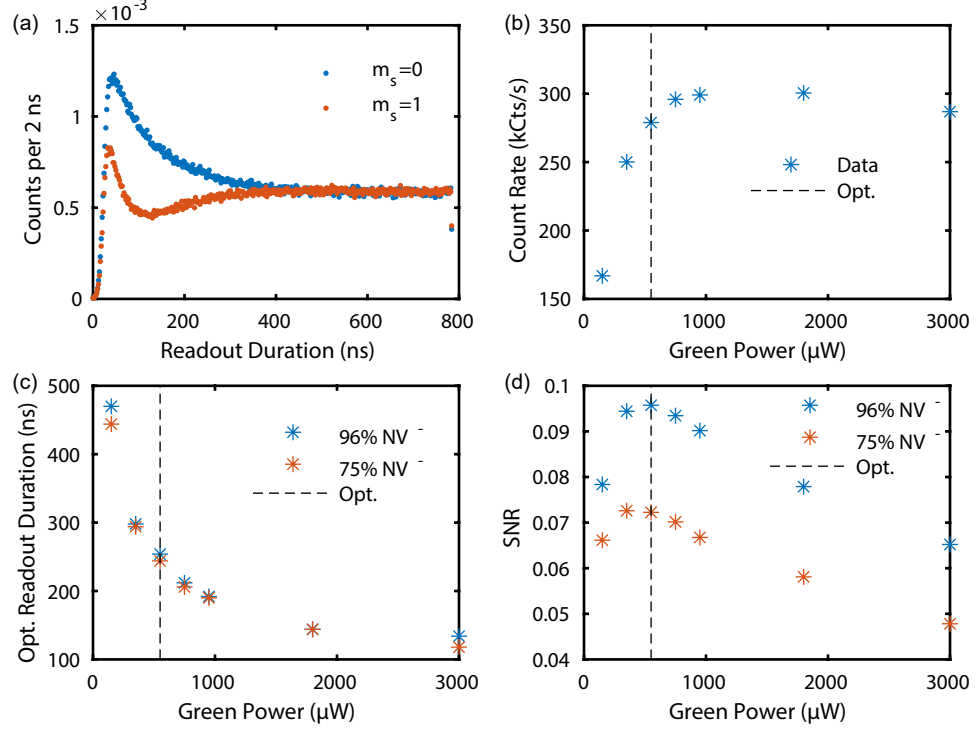 (a)
× 10⁻³
1.5
1
0.5
0
Counts per 2 ns
m_s=0
m_s=1
0 200 400 600 800
Readout Duration (ns)
(b)
350
300
250
200
150
Count Rate (kCts/s)
Data
Opt.
0 1000 2000 3000
Green Power (µW)
(c)
500
400
300
200
100
Opt. Readout Duration (ns)
96% NV⁻
75% NV⁻
Opt.
0 1000 2000 3000
Green Power (µW)
(d)
0.1
0.09
0.08
0.07
0.06
0.05
0.04
SNR
96% NV⁻
75% NV⁻
Opt.
0 1000 2000 3000
Green Power (µW)